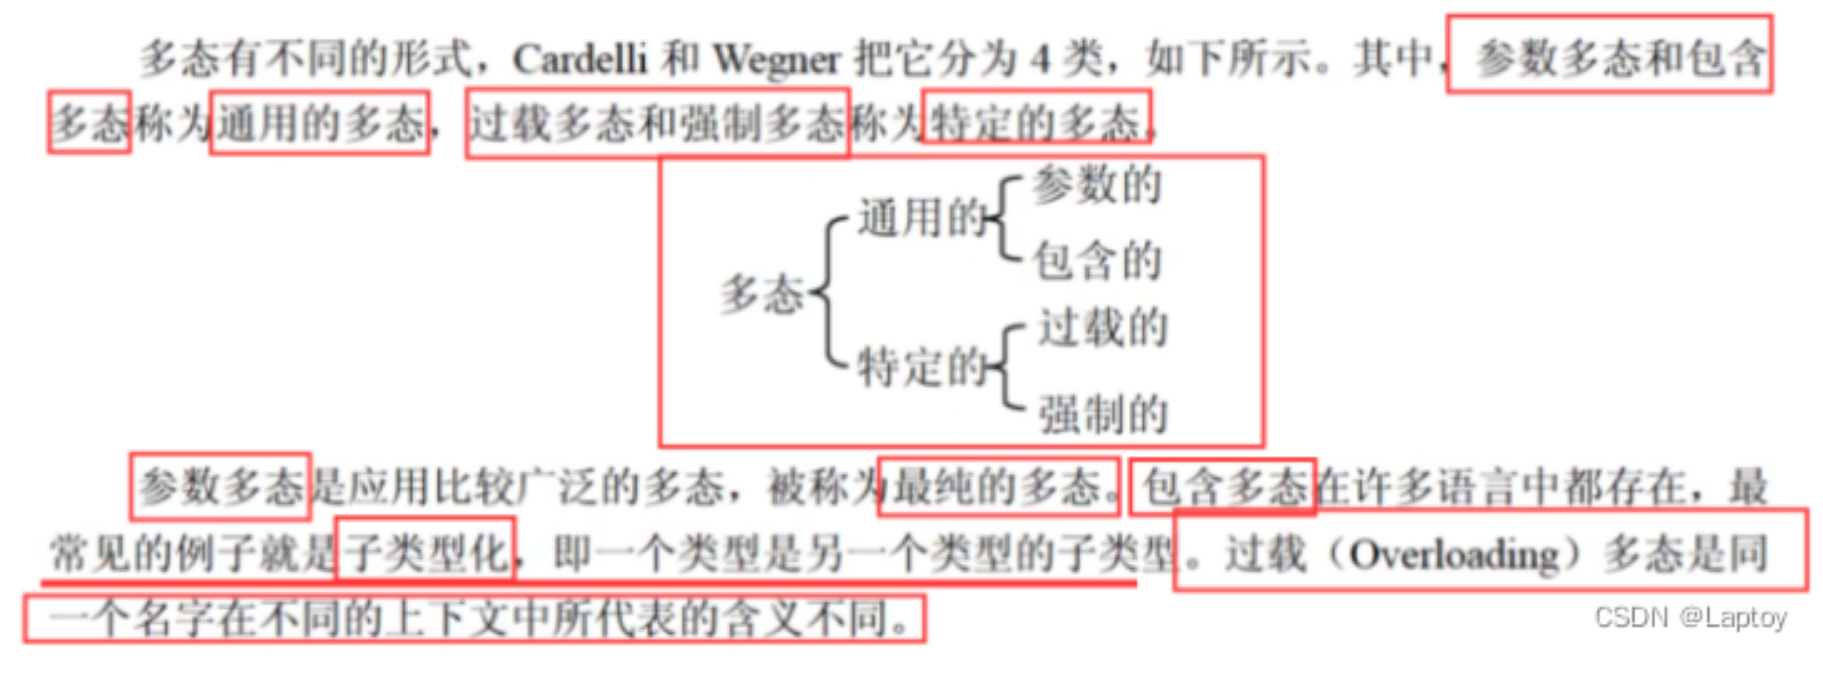 多态有不同的形式，Cardelli 和 Wegner 把它分为 4 类，如下所示。其中，参数多态和包含
多态称为通用的多态，过载多态和强制多态称为特定的多态。
参数的
通用的
包含的
多态
过载的
特定的
强制的
参数多态是应用比较广泛的多态，被称为最纯的多态。包含多态在许多语言中都存在，最
常见的例子就是子类型化，即一个类型是另一个类型的子类型。过载（Overloading）多态是同
一个名字在不同的上下文中所代表的含义不同。
CSDN @Laptoy